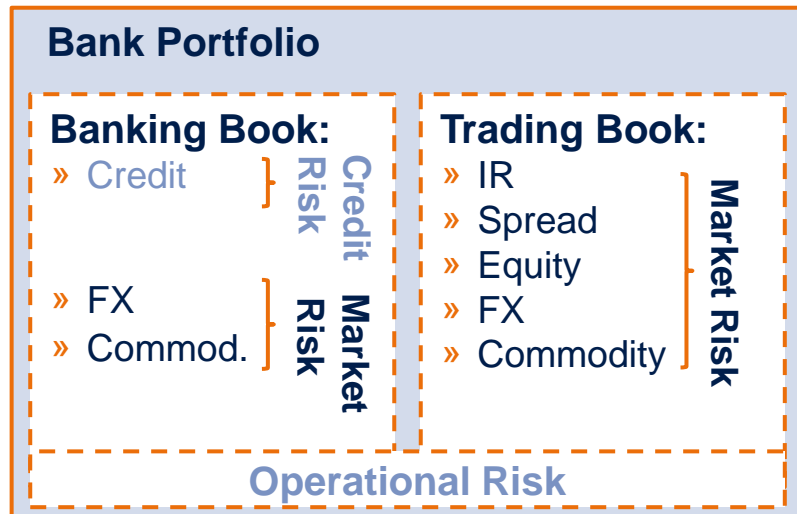 Bank Portfolio
Banking Book:
» Credit
Credit
Risk
» FX
» Commod.
Market
Risk
Trading Book:
» IR
» Spread
» Equity
» FX
» Commodity
Market Risk
Operational Risk